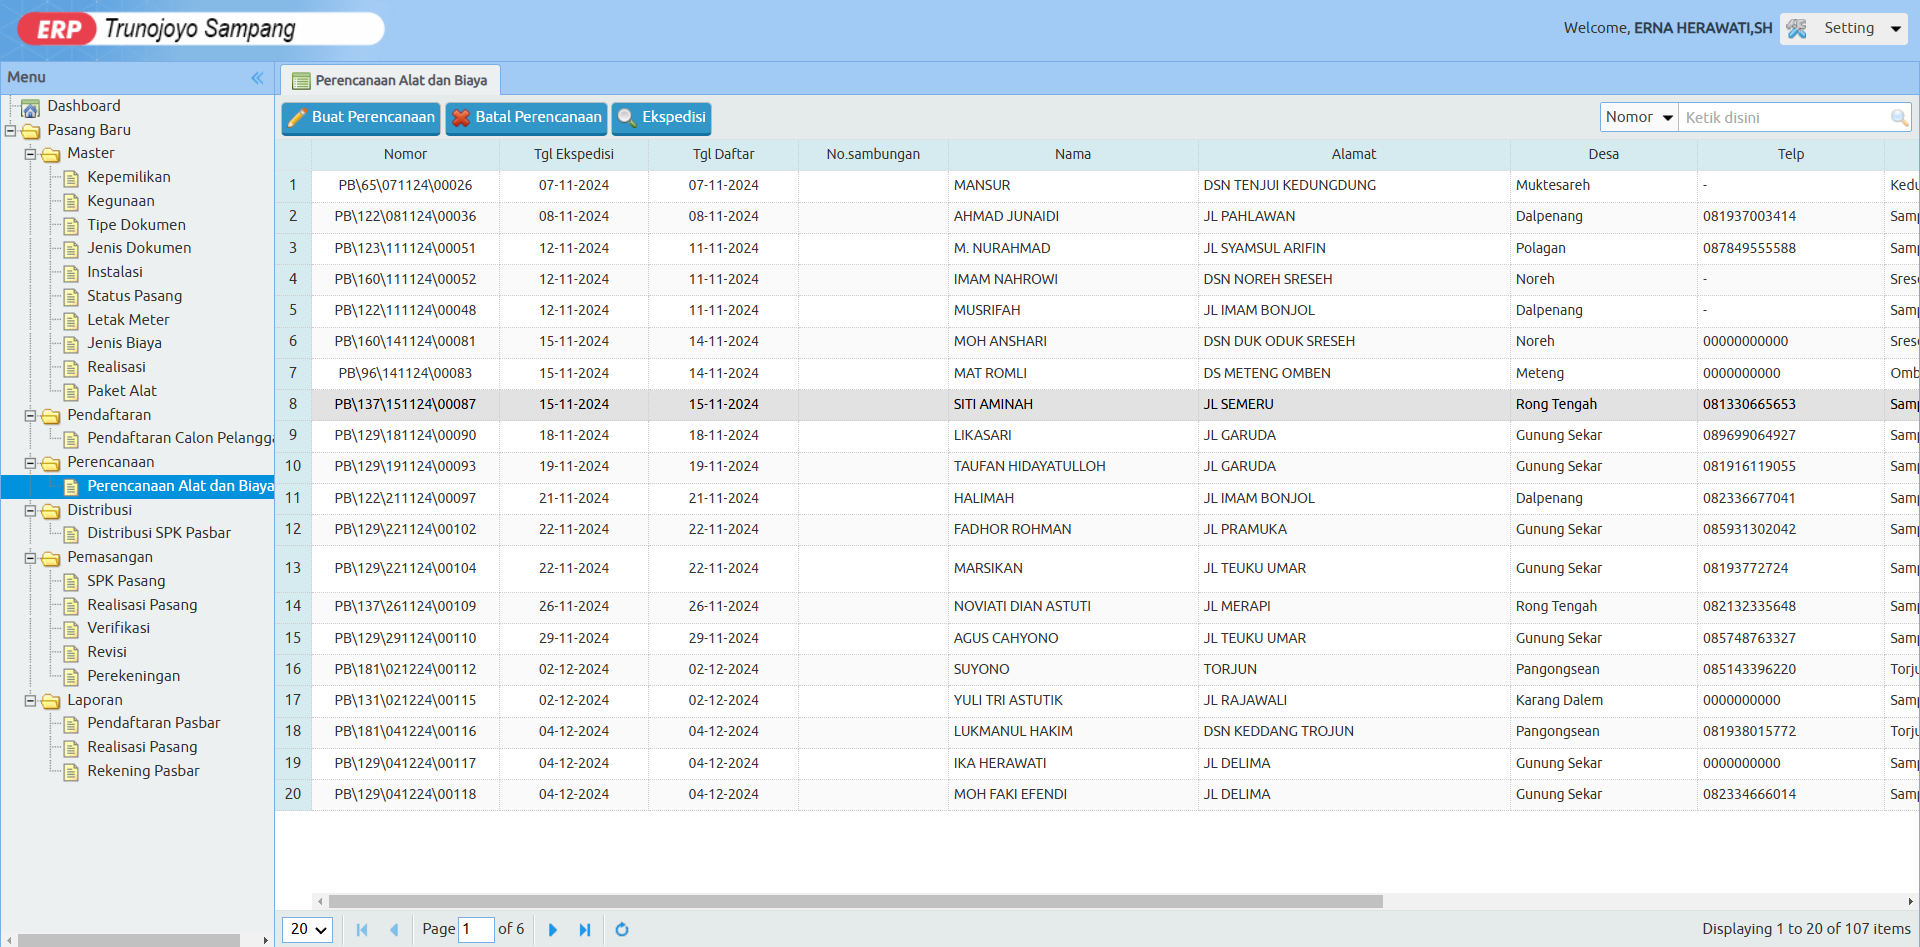 ERP Trunojoyo Sampang
Welcome, ERNA HERAWATI,SH Setting
Menu
Dashboard
Pasang Baru
Master
Kepemilikan
Kegunaan
Tipe Dokumen
Jenis Dokumen
Instalasi
Status Pasang
Letak Meter
Jenis Biaya
Realisasi
Paket Alat
Pendaftaran
Pendaftaran Calon Pelangga
Perencanaan
Perencanaan Alat dan Biaya
Distribusi
Distribusi SPK Pasbar
Pemasangan
SPK Pasang
Realisasi Pasang
Verifikasi
Revisi
Perekeningan
Laporan
Pendaftaran Pasbar
Realisasi Pasang
Rekening Pasbar
Perencanaan Alat dan Biaya
Buat Perencanaan Batal Perencanaan Ekspedisi Nomor Ketik disini
Nomor Tgl Ekspedisi Tgl Daftar No.sambungan Nama Alamat Desa Telp
1 PB\65\071124\00026 07-11-2024 07-11-2024 MANSUR DSN TENJUI KEDUNGDUNG Muktesareh - Kedu
2 PB\122\081124\00036 08-11-2024 08-11-2024 AHMAD JUNAIDI JL PAHLAWAN Dalpenang 081937003414 Samp
3 PB\123\111124\00051 12-11-2024 11-11-2024 M. NURAHMAD JL SYAMSUL ARIFIN Polagan 087849555588 Samp
4 PB\160\111124\00052 12-11-2024 11-11-2024 IMAM NAHROWI DSN NOREH SRESEH Noreh - Srese
5 PB\122\111124\00048 12-11-2024 11-11-2024 MUSRIFAH JL IMAM BONJOL Dalpenang - Samp
6 PB\160\141124\00081 15-11-2024 14-11-2024 MOH ANSHARI DSN DUK ODUK SRESEH Noreh 00000000000 Srese
7 PB\96\141124\00083 15-11-2024 14-11-2024 MAT ROMLI DS METENG OMBEN Meteng 0000000000 Omb
8 PB\137\151124\00087 15-11-2024 15-11-2024 SITI AMINAH JL SEMERU Rong Tengah 081330665653 Samp
9 PB\129\181124\00090 18-11-2024 18-11-2024 LIKASARI JL GARUDA Gunung Sekar 089699064927 Samp
10 PB\129\191124\00093 19-11-2024 19-11-2024 TAUFAN HIDAYATULLOH JL GARUDA Gunung Sekar 081916119055 Samp
11 PB\122\211124\00097 21-11-2024 21-11-2024 HALIMAH JL IMAM BONJOL Dalpenang 082336677041 Samp
12 PB\129\221124\00102 22-11-2024 22-11-2024 FADHOR ROHMAN JL PRAMUKA Gunung Sekar 085931302042 Samp
13 PB\129\221124\00104 22-11-2024 22-11-2024 MARSIKAN JL TEUKU UMAR Gunung Sekar 08193772724 Samp
14 PB\137\261124\00109 26-11-2024 26-11-2024 NOVIATI DIAN ASTUTI JL MERAPI Rong Tengah 082132335648 Samp
15 PB\129\291124\00110 29-11-2024 29-11-2024 AGUS CAHYONO JL TEUKU UMAR Gunung Sekar 085748763327 Samp
16 PB\181\021224\00112 02-12-2024 02-12-2024 SUYONO TORJUN Pangongsean 085143396220 Torju
17 PB\131\021224\00115 02-12-2024 02-12-2024 YULI TRI ASTUTIK JL RAJAWALI Karang Dalem 0000000000 Samp
18 PB\181\041224\00116 04-12-2024 04-12-2024 LUKMANUL HAKIM DSN KEDDANG TROJUN Pangongsean 081938015772 Torju
19 PB\129\041224\00117 04-12-2024 04-12-2024 IKA HERAWATI JL DELIMA Gunung Sekar 0000000000 Samp
20 PB\129\041224\00118 04-12-2024 04-12-2024 MOH FAKI EFENDI JL DELIMA Gunung Sekar 082334666014 Samp
20 Page 1 of 6 Displaying 1 to 20 of 107 items